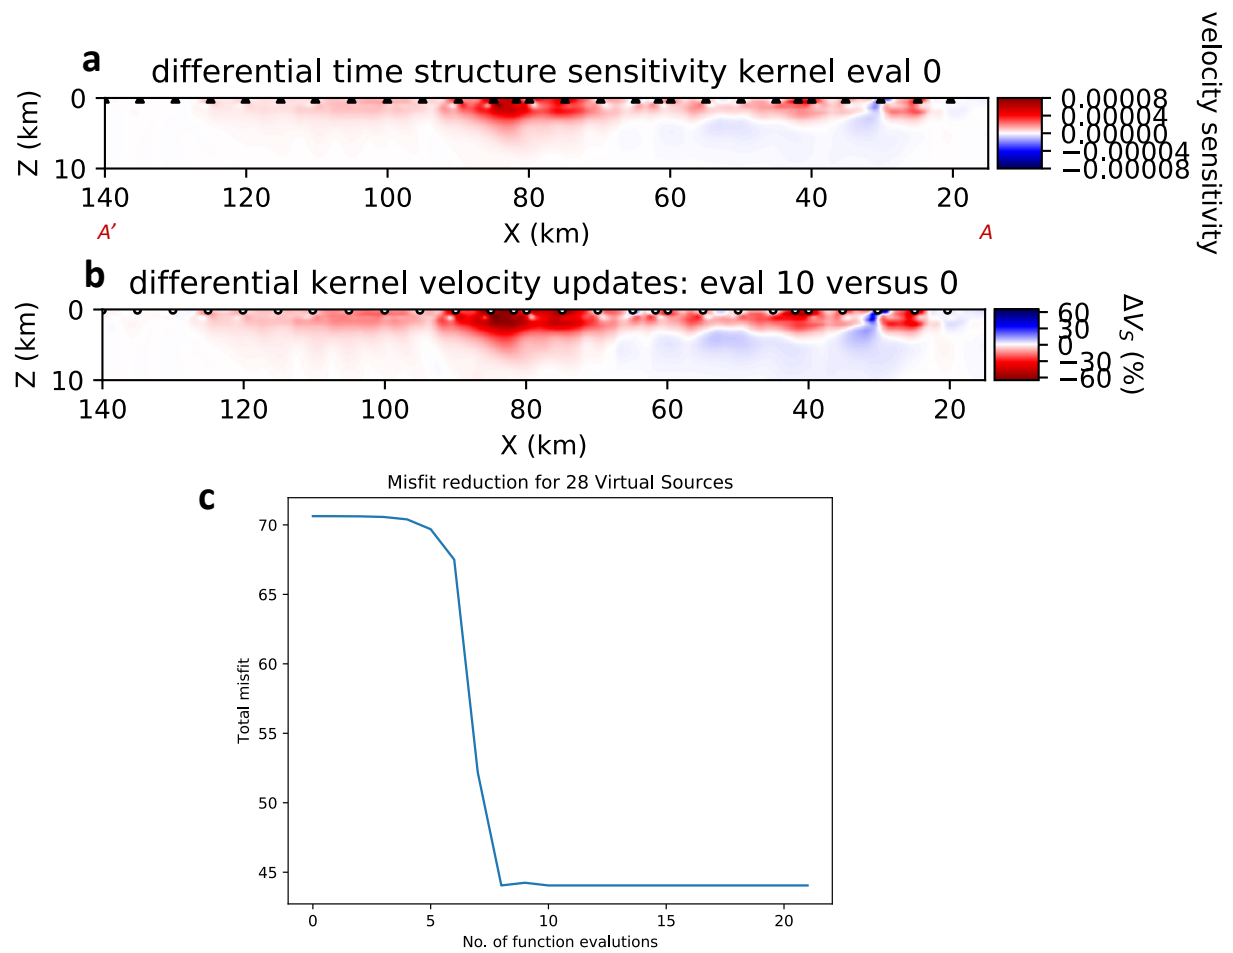 a
differential time structure sensitivity kernel eval 0
velocity sensitivity
Z (km)
0
10
140 120 100 80 60 40 20
X (km)
A’
A
0.00008
0.00004
0.00000
−0.00004
−0.00008
b
differential kernel velocity updates: eval 10 versus 0
Z (km)
0
10
140 120 100 80 60 40 20
X (km)
60
30
0
−30
−60
ΔVS (%)
c
Misfit reduction for 28 Virtual Sources
Total misfit
70
65
60
55
50
45
0 5 10 15 20
No. of function evalutions